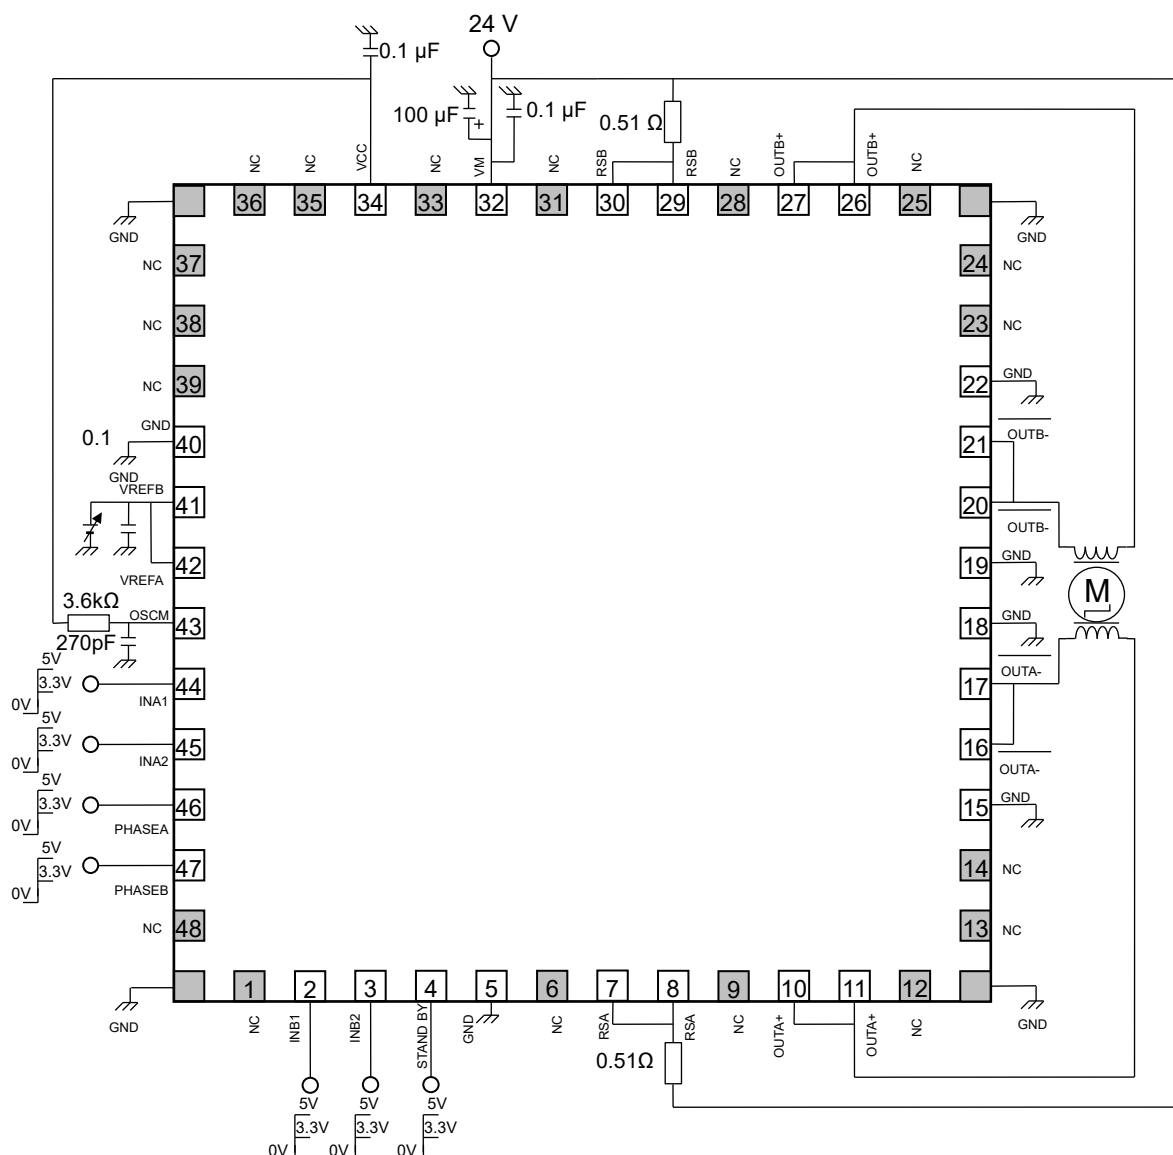 24 V
0.1 µF
100 µF
0.1 µF
0.51 Ω
NC
NC
VCC
NC
VM
NC
RSB
RSB
NC
OUTB+
OUTB+
NC
36
35
34
33
32
31
30
29
28
27
26
25
GND
GND
NC
37
24
NC
NC
38
23
NC
NC
39
22
GND
GND
0.1
40
21
OUTB-
GND
VREFB
41
20
OUTB-
42
19
GND
VREFA
M
3.6kΩ
OSCM
43
18
GND
270pF
5V
3.3V
0V
INA1
44
17
OUTA-
5V
3.3V
0V
INA2
45
16
OUTA-
5V
3.3V
0V
PHASEA
46
15
GND
5V
3.3V
0V
PHASEB
47
14
NC
NC
48
13
NC
1
2
3
4
5
6
7
8
9
10
11
12
GND
GND
NC
INB1
INB2
STAND BY
GND
NC
RSA
RSA
NC
OUTA+
OUTA+
NC
0.51Ω
5V
5V
5V
3.3V
3.3V
3.3V
0V
0V
0V